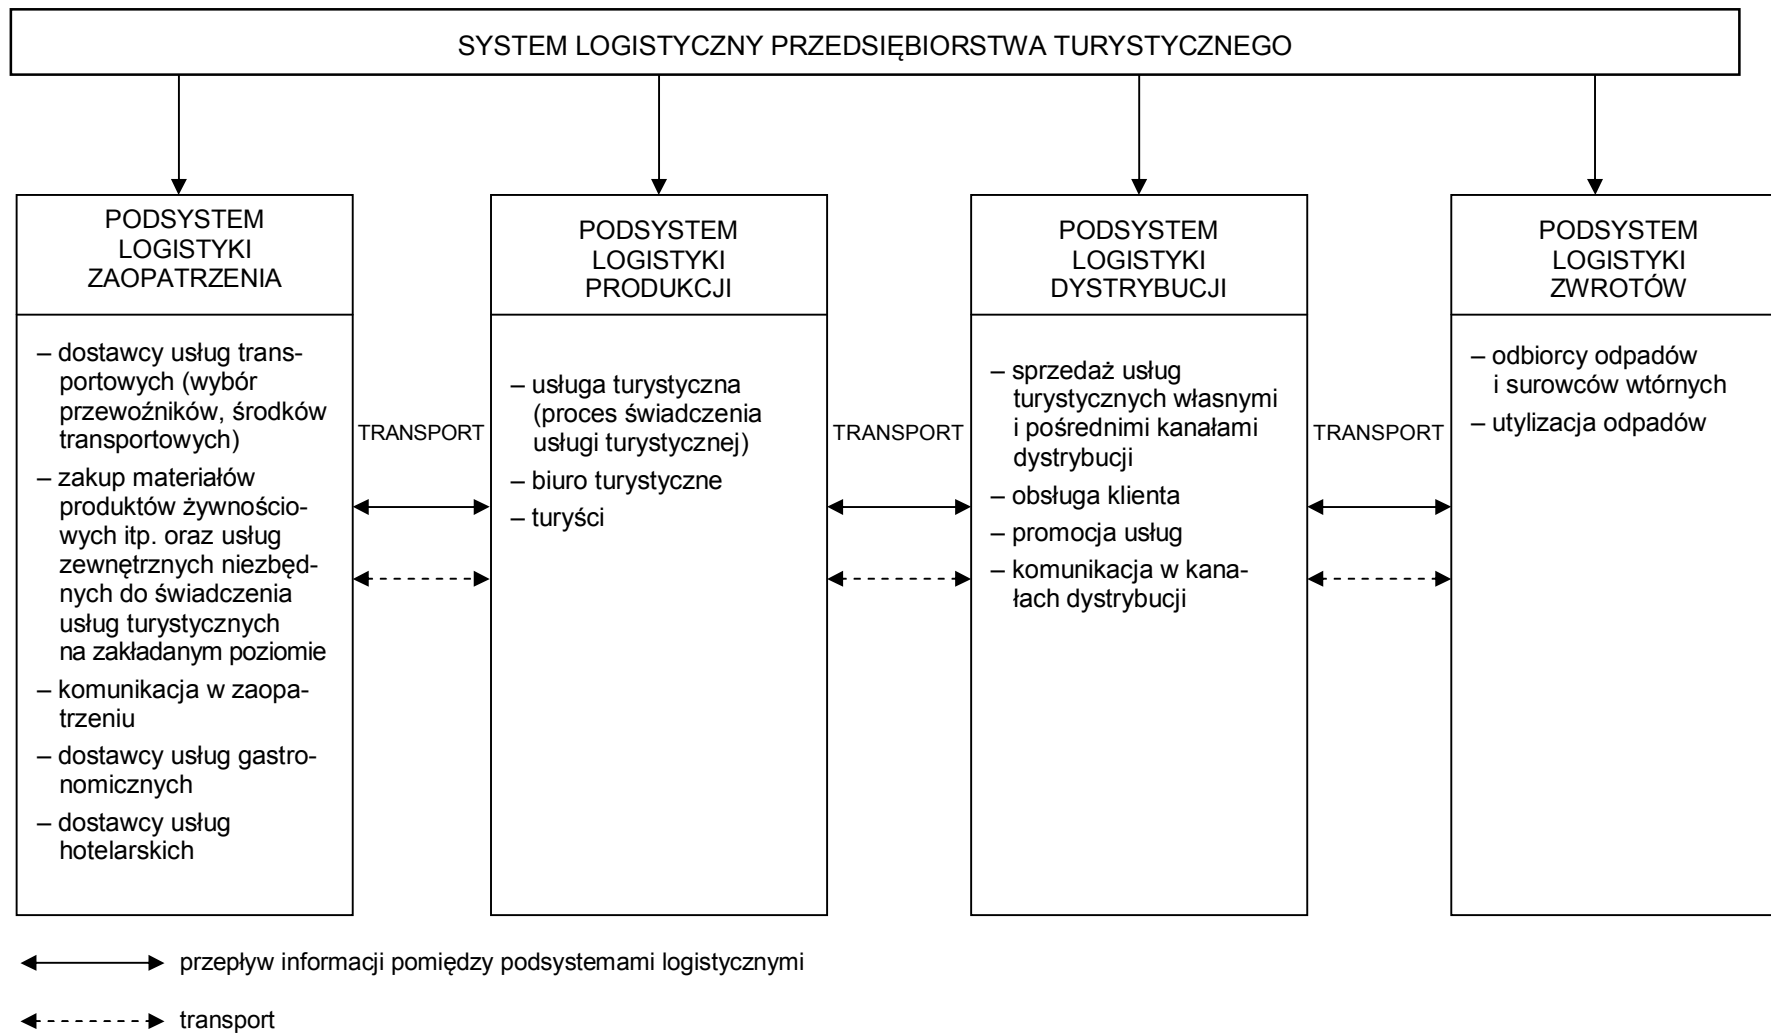 SYSTEM LOGISTYCZNY PRZEDSIĘBIORSTWA TURYSTYCZNEGO
PODSYSTEM
LOGISTYKI
ZAOPATRZENIA
– dostawcy usług trans-
portowych (wybór
przewoźników, środków
transportowych)
– zakup materiałów
produktów żywnościo-
wych itp. oraz usług
zewnętrznych niezbęd-
nych do świadczenia
usług turystycznych
na zakładanym poziomie
– komunikacja w zaopa-
trzeniu
– dostawcy usług gastro-
nomicznych
– dostawcy usług
hotelarskich
TRANSPORT
PODSYSTEM
LOGISTYKI
PRODUKCJI
– usługa turystyczna
(proces świadczenia
usługi turystycznej)
– biuro turystyczne
– turyści
TRANSPORT
PODSYSTEM
LOGISTYKI
DYSTRYBUCJI
– sprzedaż usług
turystycznych własnymi
i pośrednimi kanałami
dystrybucji
– obsługa klienta
– promocja usług
– komunikacja w kana-
łach dystrybucji
TRANSPORT
PODSYSTEM
LOGISTYKI
ZWROTÓW
– odbiorcy odpadów
i surowców wtórnych
– utylizacja odpadów
przepływ informacji pomiędzy podsystemami logistycznymi
transport